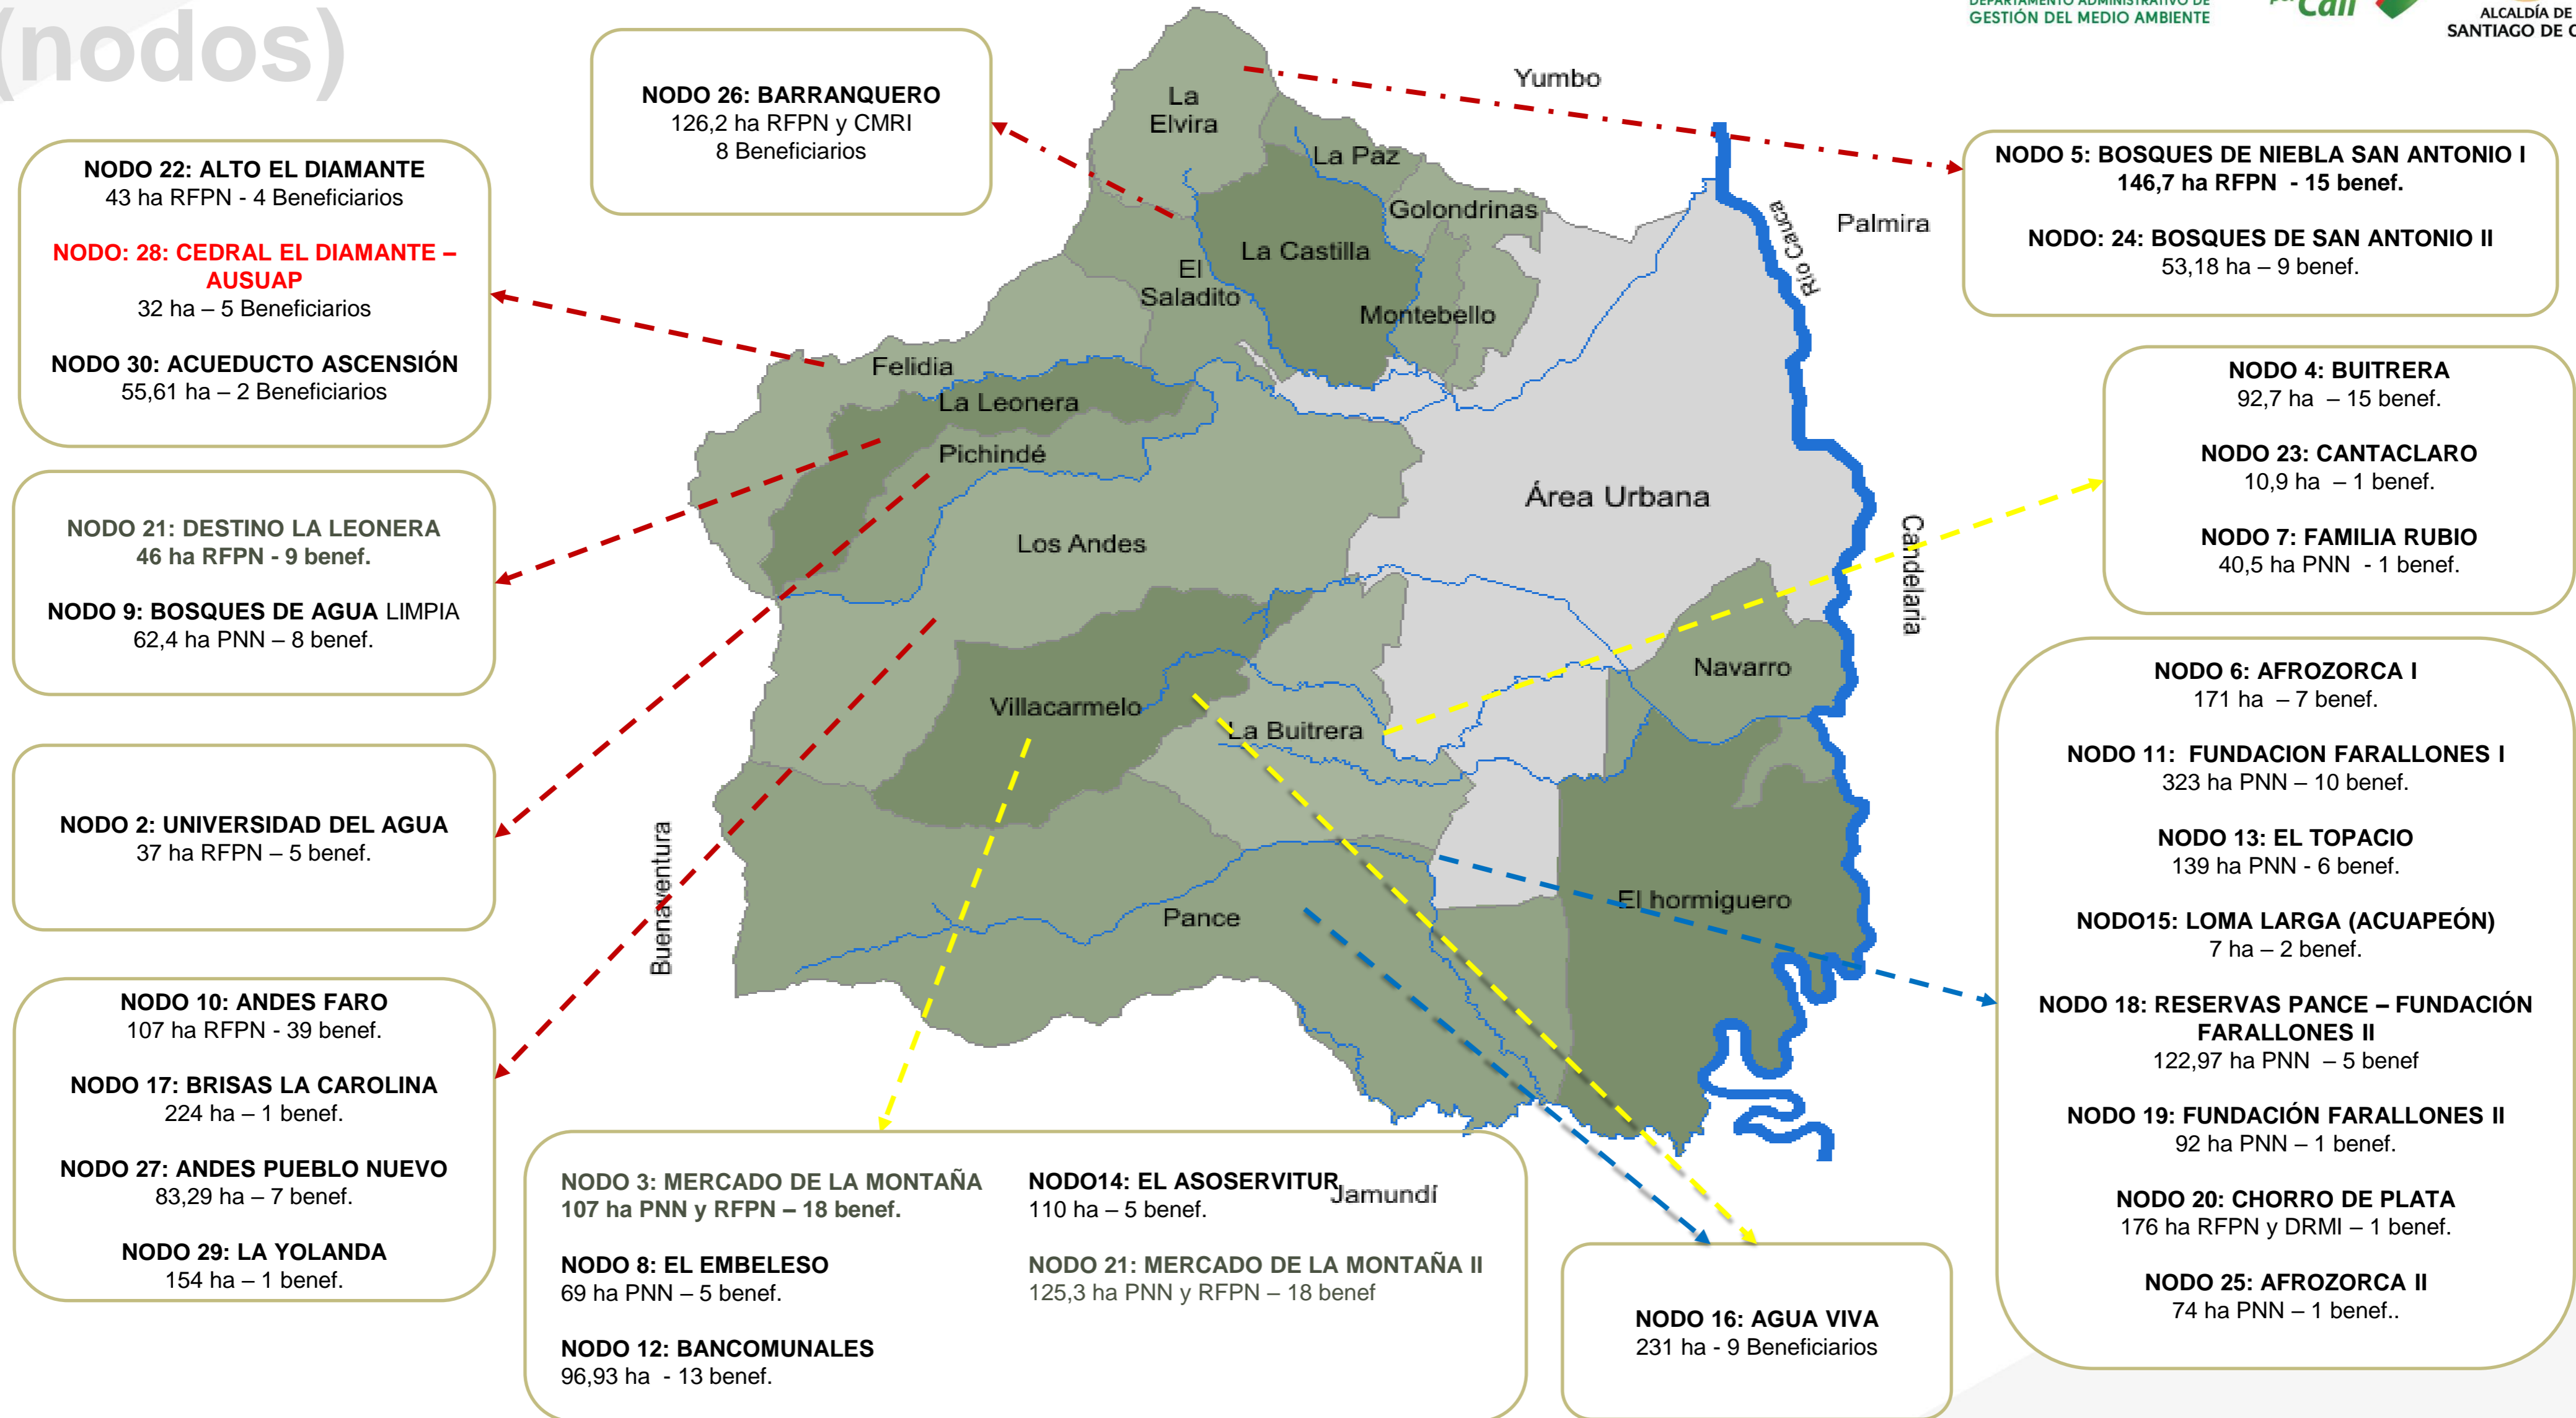 (nodos)
DEPARTAMENTO ADMINISTRATIVO DE
GESTIÓN DEL MEDIO AMBIENTE
Cali
ALCALDÍA DE
SANTIAGO DE C
NODO 26: BARRANQUERO
126,2 ha RFPN y CMRI
8 Beneficiarios
NODO 22: ALTO EL DIAMANTE
43 ha RFPN - 4 Beneficiarios
NODO: 28: CEDRAL EL DIAMANTE –
AUSUAP
32 ha – 5 Beneficiarios
NODO 30: ACUEDUCTO ASCENSIÓN
55,61 ha – 2 Beneficiarios
NODO 21: DESTINO LA LEONERA
46 ha RFPN - 9 benef.
NODO 9: BOSQUES DE AGUA LIMPIA
62,4 ha PNN – 8 benef.
NODO 2: UNIVERSIDAD DEL AGUA
37 ha RFPN – 5 benef.
NODO 10: ANDES FARO
107 ha RFPN - 39 benef.
NODO 17: BRISAS LA CAROLINA
224 ha – 1 benef.
NODO 27: ANDES PUEBLO NUEVO
83,29 ha – 7 benef.
NODO 29: LA YOLANDA
154 ha – 1 benef.
La
Elvira
Yumbo
La Paz
Golondrinas
Palmira
Río Cauca
La Castilla
El
Saladito
Montebello
Felidia
La Leonera
Pichindé
Área Urbana
Los Andes
Candelaria
Navarro
Villacarmelo
La Buitrera
Buenaventura
El hormiguero
Pance
Jamundí
NODO 3: MERCADO DE LA MONTAÑA
107 ha PNN y RFPN – 18 benef.
NODO 8: EL EMBELESO
69 ha PNN – 5 benef.
NODO 12: BANCOMUNALES
96,93 ha - 13 benef.
NODO14: EL ASOSERVITUR
110 ha – 5 benef.
NODO 21: MERCADO DE LA MONTAÑA II
125,3 ha PNN y RFPN – 18 benef
NODO 16: AGUA VIVA
231 ha - 9 Beneficiarios
NODO 5: BOSQUES DE NIEBLA SAN ANTONIO I
146,7 ha RFPN - 15 benef.
NODO: 24: BOSQUES DE SAN ANTONIO II
53,18 ha – 9 benef.
NODO 4: BUITRERA
92,7 ha – 15 benef.
NODO 23: CANTACLARO
10,9 ha – 1 benef.
NODO 7: FAMILIA RUBIO
40,5 ha PNN - 1 benef.
NODO 6: AFROZORCA I
171 ha – 7 benef.
NODO 11: FUNDACION FARALLONES I
323 ha PNN – 10 benef.
NODO 13: EL TOPACIO
139 ha PNN - 6 benef.
NODO15: LOMA LARGA (ACUAPEÓN)
7 ha – 2 benef.
NODO 18: RESERVAS PANCE – FUNDACIÓN
FARALLONES II
122,97 ha PNN – 5 benef
NODO 19: FUNDACIÓN FARALLONES II
92 ha PNN – 1 benef.
NODO 20: CHORRO DE PLATA
176 ha RFPN y DRMI – 1 benef.
NODO 25: AFROZORCA II
74 ha PNN – 1 benef..